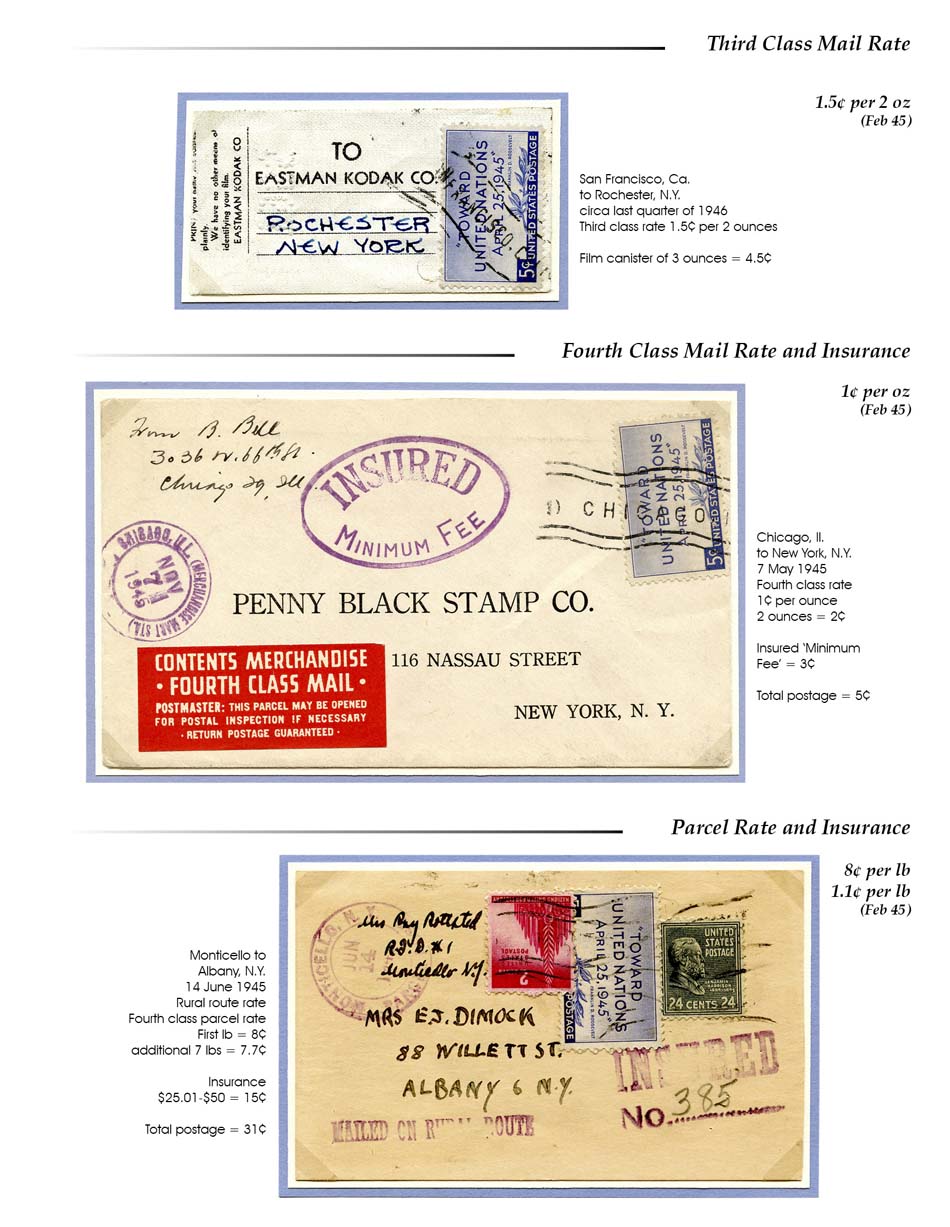 Third Class Mail Rate
1.5¢ per 2 oz
(Feb 45)
PRINT your name and address
plainly.
We have no other means of
identifying your film.
EASTMAN KODAK CO
TO
EASTMAN KODAK CO.
ROCHESTER
NEW YORK
"TOWARD
UNITED NATIONS
APRIL 25, 1945"
FRANKLIN D. ROOSEVELT
5¢ UNITED STATES POSTAGE
San Francisco, Ca.
to Rochester, N.Y.
circa last quarter of 1946
Third class rate 1.5¢ per 2 ounces
Film canister of 3 ounces = 4.5¢
Fourth Class Mail Rate and Insurance
1¢ per oz
(Feb 45)
From B. Bell
3036 W. 66th St.
Chicago 29, Ill
INSURED
MINIMUM FEE
CHICAGO
"TOWARD
UNITED NATIONS
APRIL 25, 1945"
FRANKLIN D. ROOSEVELT
5¢ UNITED STATES POSTAGE
CHICAGO, ILL.
(MERCHANDISE MART STA.)
NOV
7
1945
PENNY BLACK STAMP CO.
116 NASSAU STREET
NEW YORK, N. Y.
CONTENTS MERCHANDISE
• FOURTH CLASS MAIL •
POSTMASTER: THIS PARCEL MAY BE OPENED
FOR POSTAL INSPECTION IF NECESSARY
· RETURN POSTAGE GUARANTEED ·
Chicago, Il.
to New York, N.Y.
7 May 1945
Fourth class rate
1¢ per ounce
2 ounces = 2¢
Insured 'Minimum
Fee' = 3¢
Total postage = 5¢
Parcel Rate and Insurance
8¢ per lb
1.1¢ per lb
(Feb 45)
Monticello to
Albany, N.Y.
14 June 1945
Rural route rate
Fourth class parcel rate
First lb = 8¢
additional 7 lbs = 7.7¢
Insurance
$25.01-$50 = 15¢
Total postage = 31¢
MONTICELLO, N.Y.
JUN
14
Mrs Ray
R.F.D. #1
Monticello N.Y.
2
"TOWARD
UNITED NATIONS
APRIL 25, 1945"
FRANKLIN D. ROOSEVELT
POSTAGE
UNITED
STATES
POSTAGE
BENJAMIN
HARRISON
24 CENTS 24
MRS E.J. DIMOCK
88 WILLETT ST.
ALBANY 6 N.Y.
INSURED
No. 385
MAILED ON RURAL ROUTE